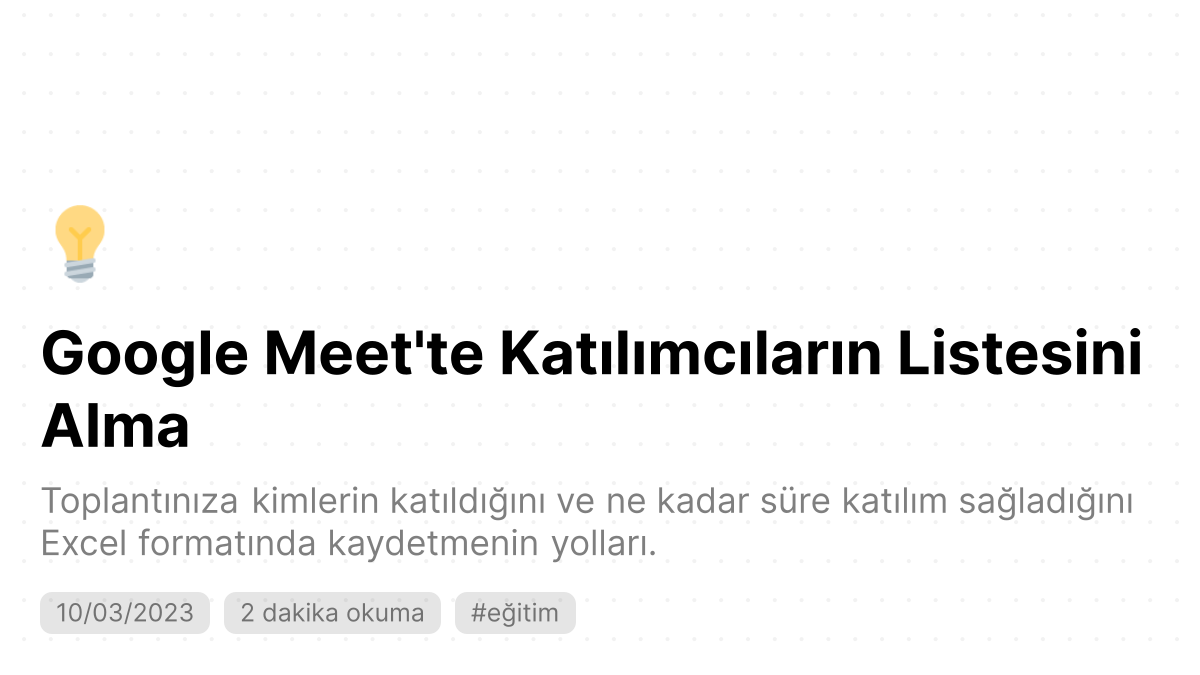 Google Meet'te Katılımcıların Listesini
Alma
Toplantınıza kimlerin katıldığını ve ne kadar süre katılım sağladığını
Excel formatında kaydetmenin yolları.
10/03/2023 2 dakika okuma #eğitim